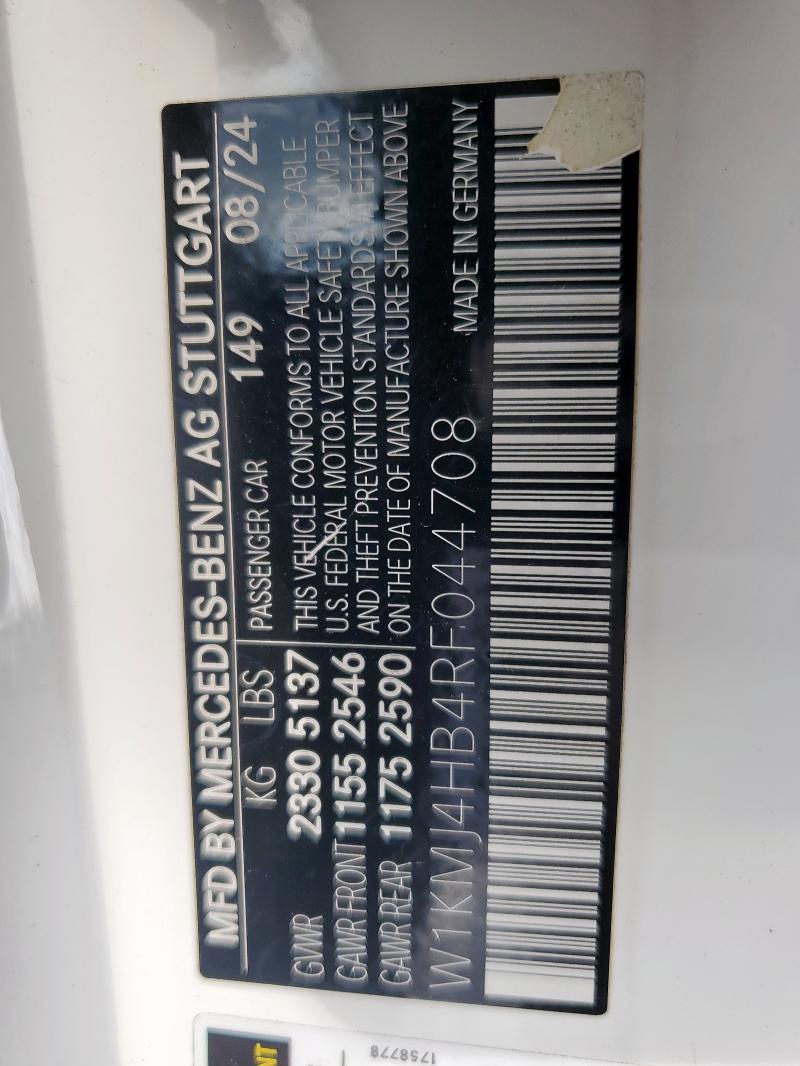 MFD BY MERCEDES-BENZ AG STUTTGART
KG LBS PASSENGER CAR 149 08/24
GVWR 2330 5137 THIS VEHICLE CONFORMS TO ALL APPLICABLE
GAWR FRONT 1155 2546 U.S. FEDERAL MOTOR VEHICLE SAFETY BUMPER
AND THEFT PREVENTION STANDARDS IN EFFECT
GAWR REAR 1175 2590 ON THE DATE OF MANUFACTURE SHOWN ABOVE
W1KMJ4HB4RF044708 MADE IN GERMANY
NT
1758778